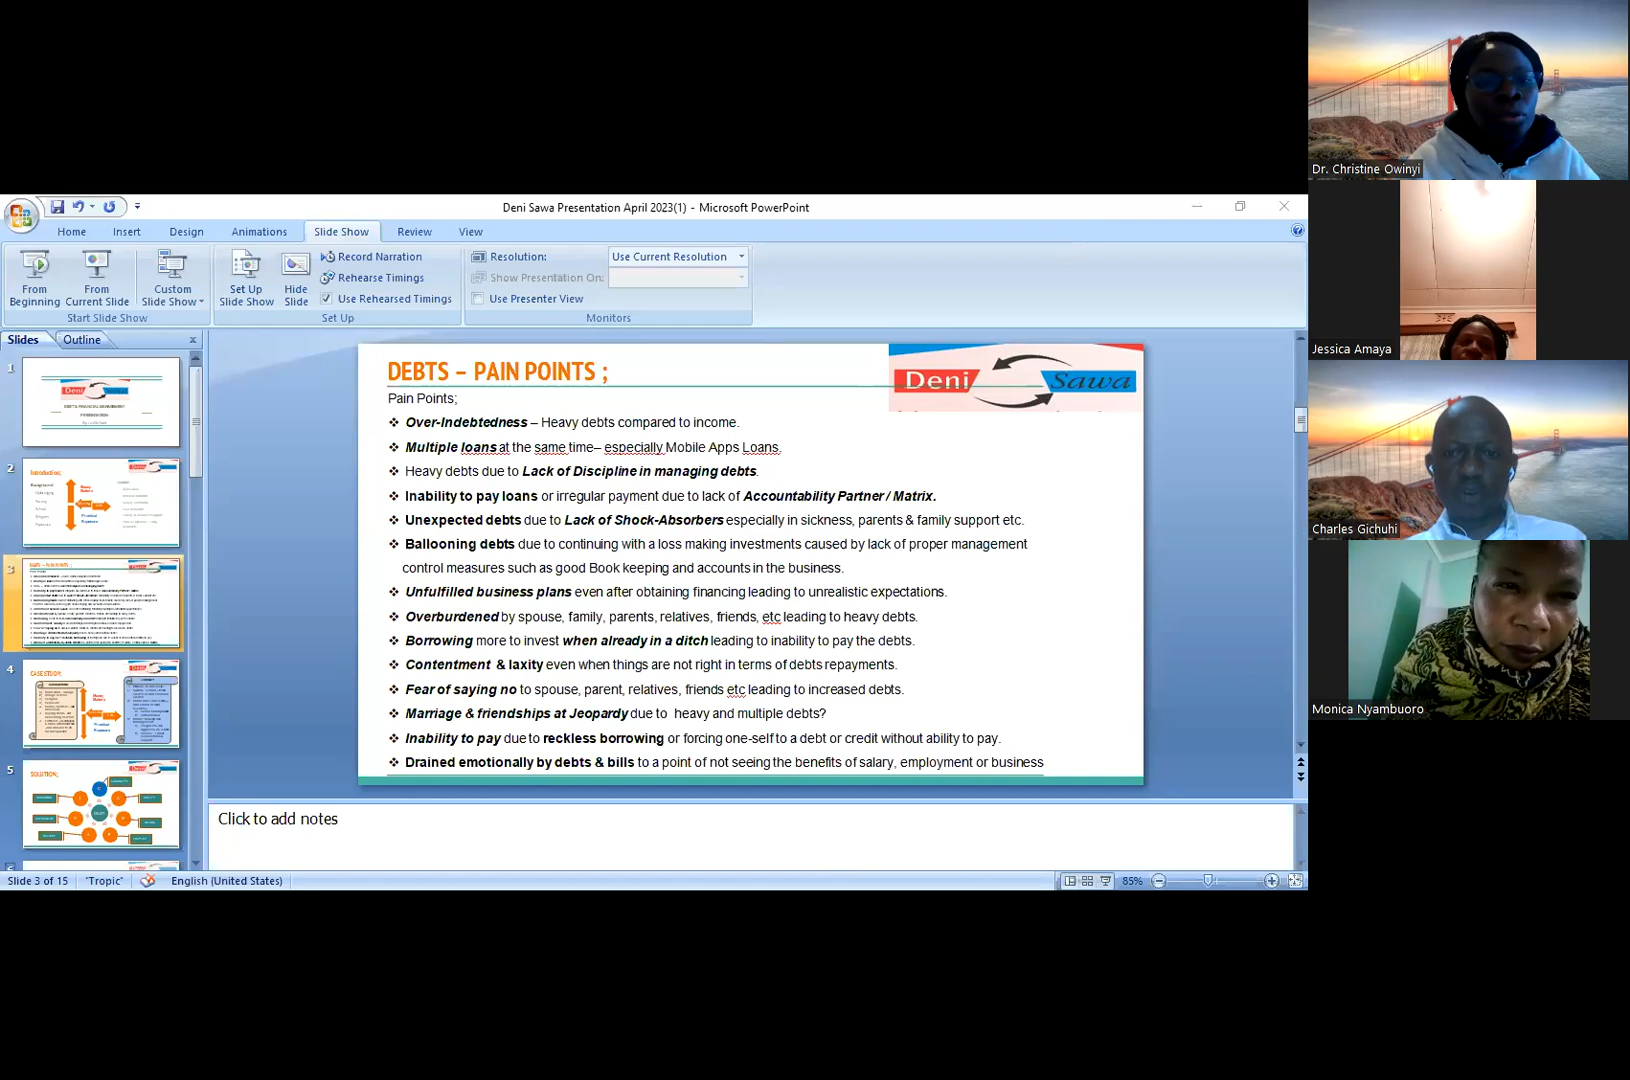 Dr. Christine Owinyi
Jessica Amaya
Charles Gichuhi
Monica Nyambuoro
Deni Sawa Presentation April 2023(1) - Microsoft PowerPoint
Home Insert Design Animations Slide Show Review View
From Beginning
From Current Slide
Custom Slide Show
Start Slide Show
Set Up Slide Show
Hide Slide
Record Narration
Rehearse Timings
Use Rehearsed Timings
Set Up
Resolution: Use Current Resolution
Show Presentation On:
Use Presenter View
Monitors
Slides Outline
1
Deni
2
Introduction;
3
DEBTS – PAIN POINTS ;
4
CASE STUDY;
5
SOLUTION;
DEBTS – PAIN POINTS ;
Deni Sawa
Pain Points;
❖ Over-Indebtedness – Heavy debts compared to income.
❖ Multiple loans at the same time– especially Mobile Apps Loans.
❖ Heavy debts due to Lack of Discipline in managing debts.
❖ Inability to pay loans or irregular payment due to lack of Accountability Partner / Matrix.
❖ Unexpected debts due to Lack of Shock-Absorbers especially in sickness, parents & family support etc.
❖ Ballooning debts due to continuing with a loss making investments caused by lack of proper management
control measures such as good Book keeping and accounts in the business.
❖ Unfulfilled business plans even after obtaining financing leading to unrealistic expectations.
❖ Overburdened by spouse, family, parents, relatives, friends, etc leading to heavy debts.
❖ Borrowing more to invest when already in a ditch leading to inability to pay the debts.
❖ Contentment & laxity even when things are not right in terms of debts repayments.
❖ Fear of saying no to spouse, parent, relatives, friends etc leading to increased debts.
❖ Marriage & friendships at Jeopardy due to heavy and multiple debts?
❖ Inability to pay due to reckless borrowing or forcing one-self to a debt or credit without ability to pay.
❖ Drained emotionally by debts & bills to a point of not seeing the benefits of salary, employment or business
Click to add notes
Slide 3 of 15 "Tropic" English (United States) 85%